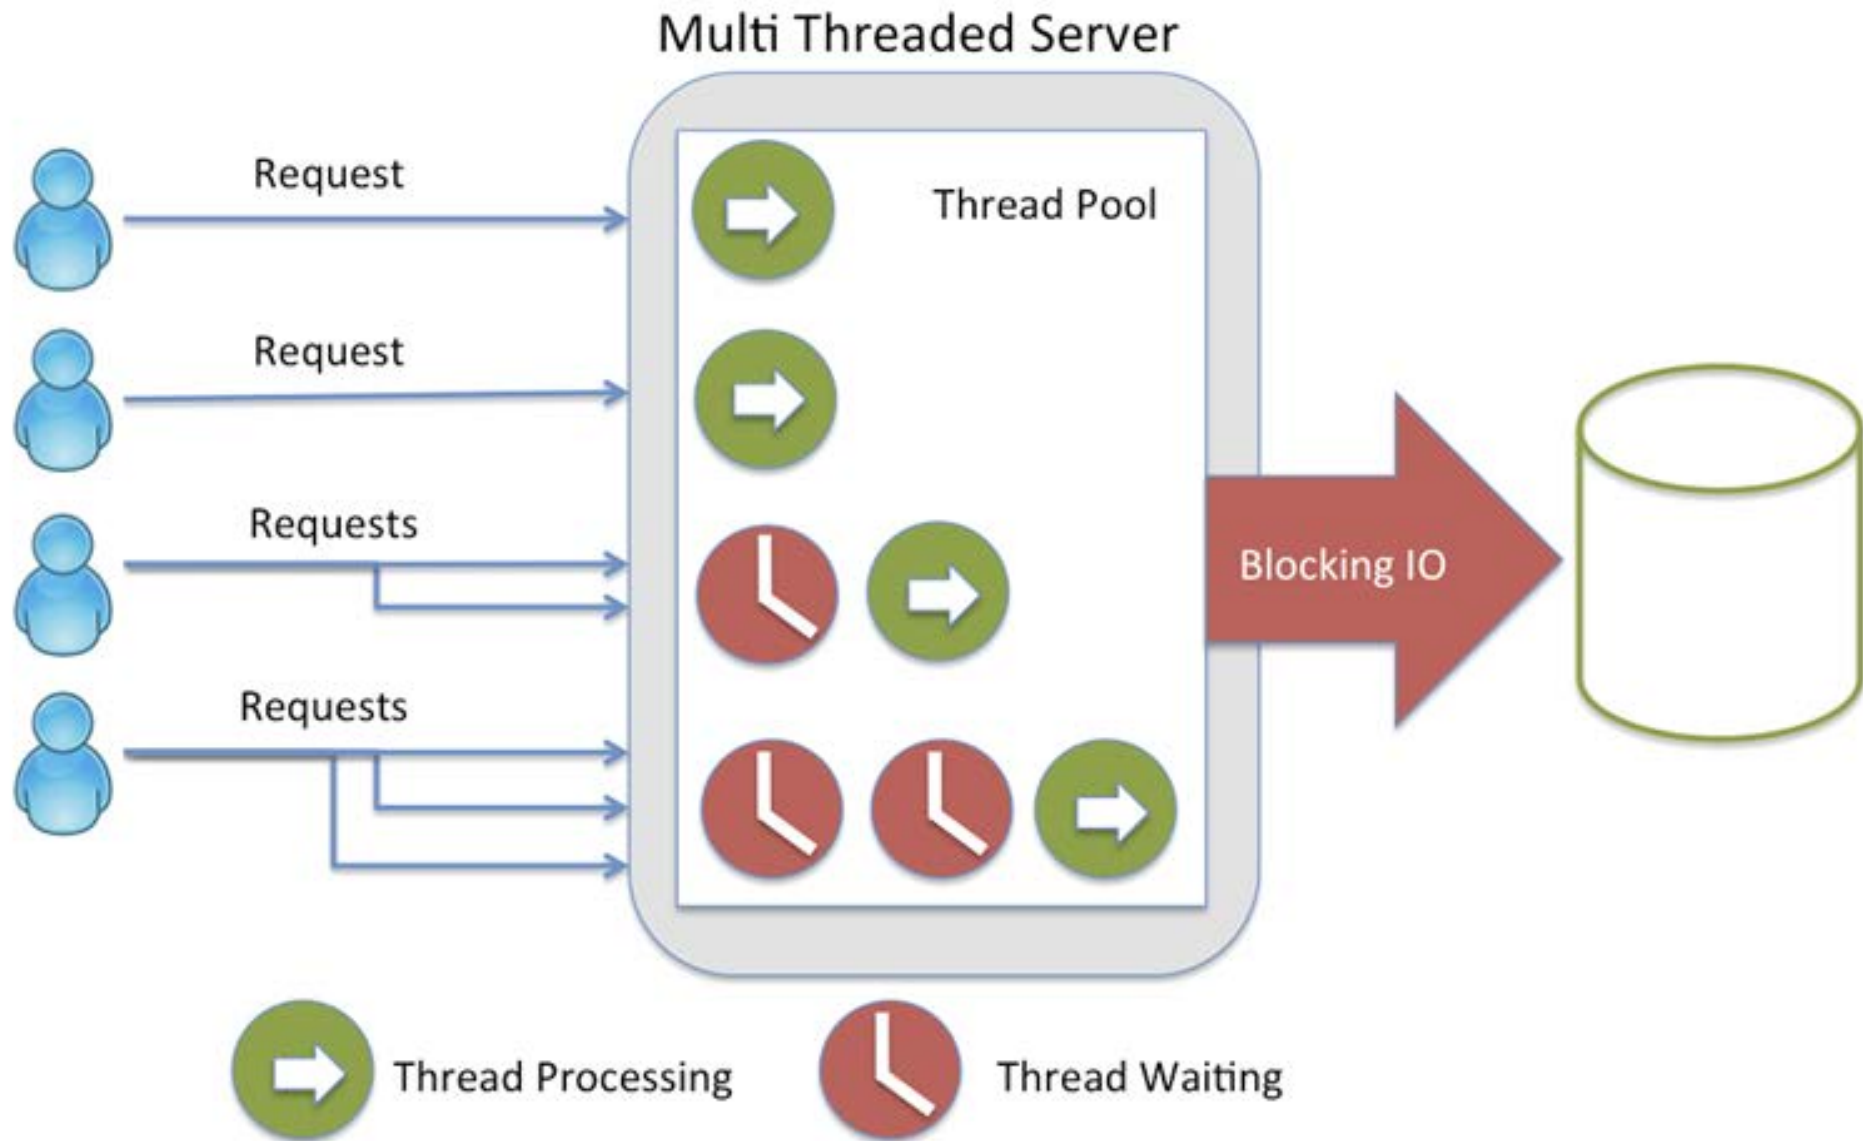 Multi Threaded Server
Request
Thread Pool
Request
Requests
Blocking IO
Requests
Thread Processing
Thread Waiting